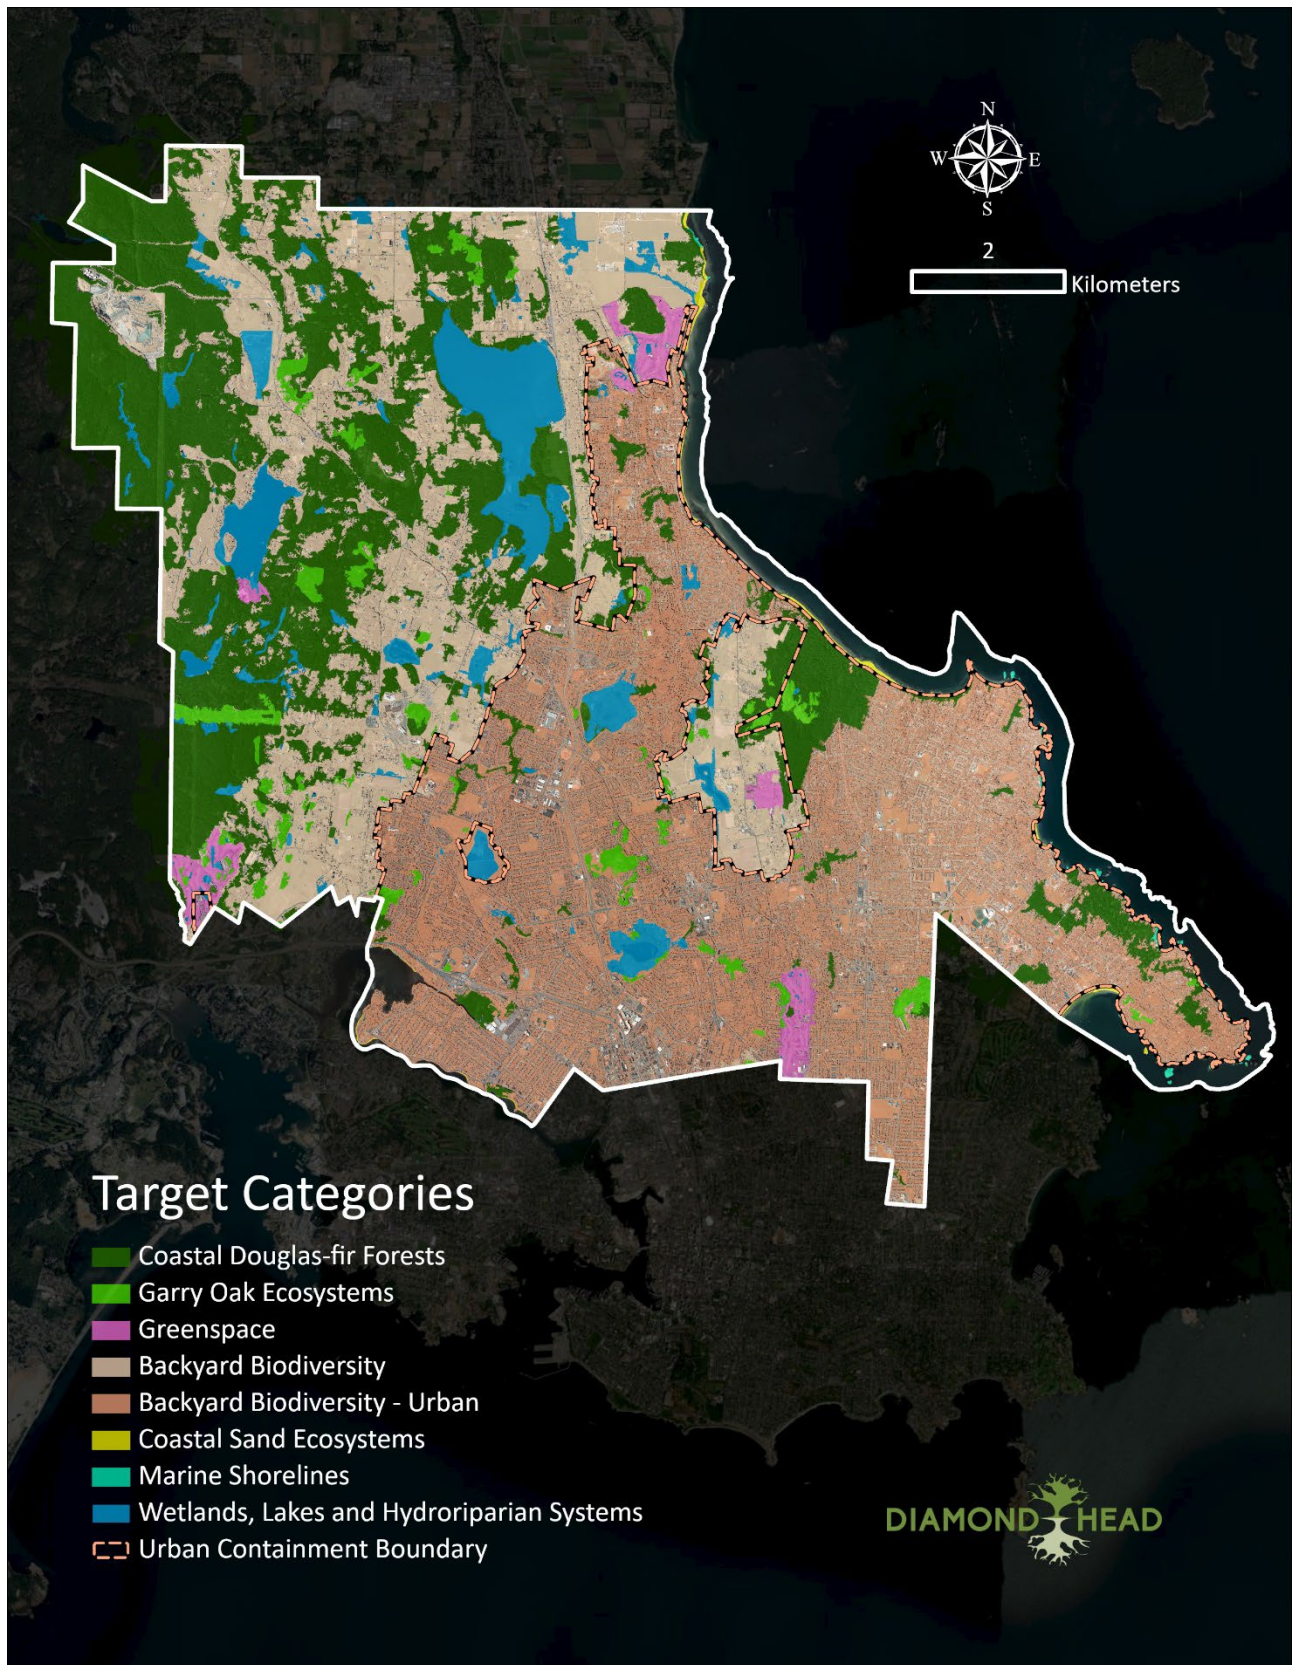 N
W E
S
2
Kilometers
Target Categories
Coastal Douglas-fir Forests
Garry Oak Ecosystems
Greenspace
Backyard Biodiversity
Backyard Biodiversity - Urban
Coastal Sand Ecosystems
Marine Shorelines
Wetlands, Lakes and Hydroriparian Systems
Urban Containment Boundary
DIAMOND HEAD